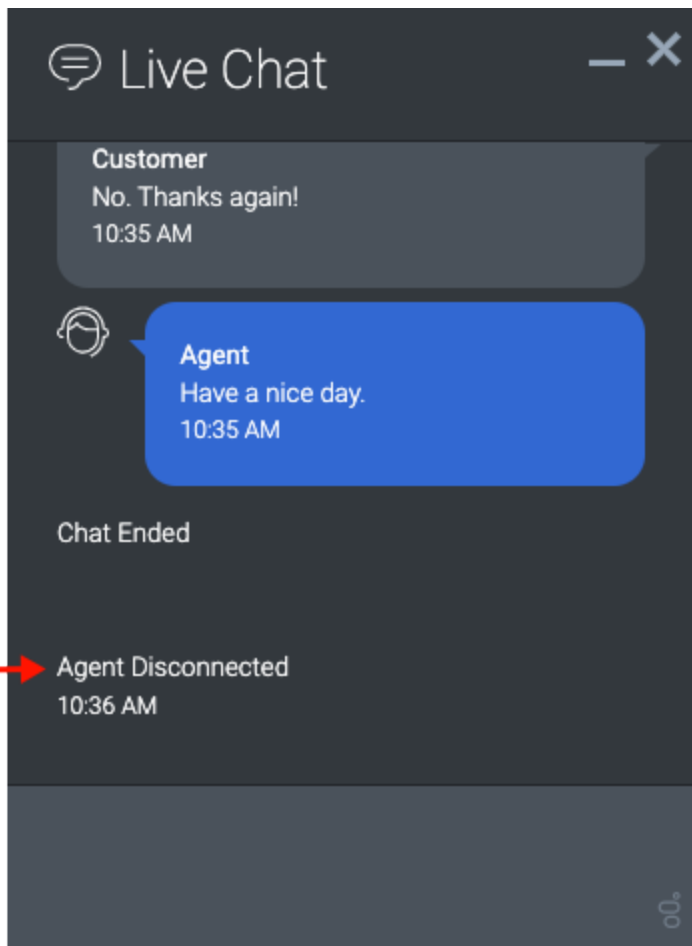 Live Chat
Customer
No. Thanks again!
10:35 AM
Agent
Have a nice day.
10:35 AM
Chat Ended
Agent Disconnected
10:36 AM